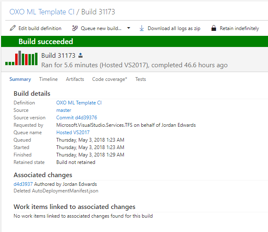 OXO ML Template CI / Build 31173
Edit build definition Queue new build... Download all logs as zip Retain indefinitely
Build succeeded
Build 31173
Ran for 5.6 minutes (Hosted VS2017), completed 46.6 hours ago
Summary Timeline Artifacts Code coverage* Tests
Build details
Definition OXO ML Template CI
Source master
Source version Commit d4d39376
Requested by Microsoft.VisualStudio.Services.TFS on behalf of Jordan Edwards
Queue name Hosted VS2017
Queued Thursday, May 3, 2018 1:23 AM
Started Thursday, May 3, 2018 1:23 AM
Finished Thursday, May 3, 2018 1:29 AM
Retained state Build not retained
Associated changes
d4d3937 Authored by Jordan Edwards
Deleted AutoDeploymentManifest.json
Work items linked to associated changes
No work items linked to associated changes found for this build